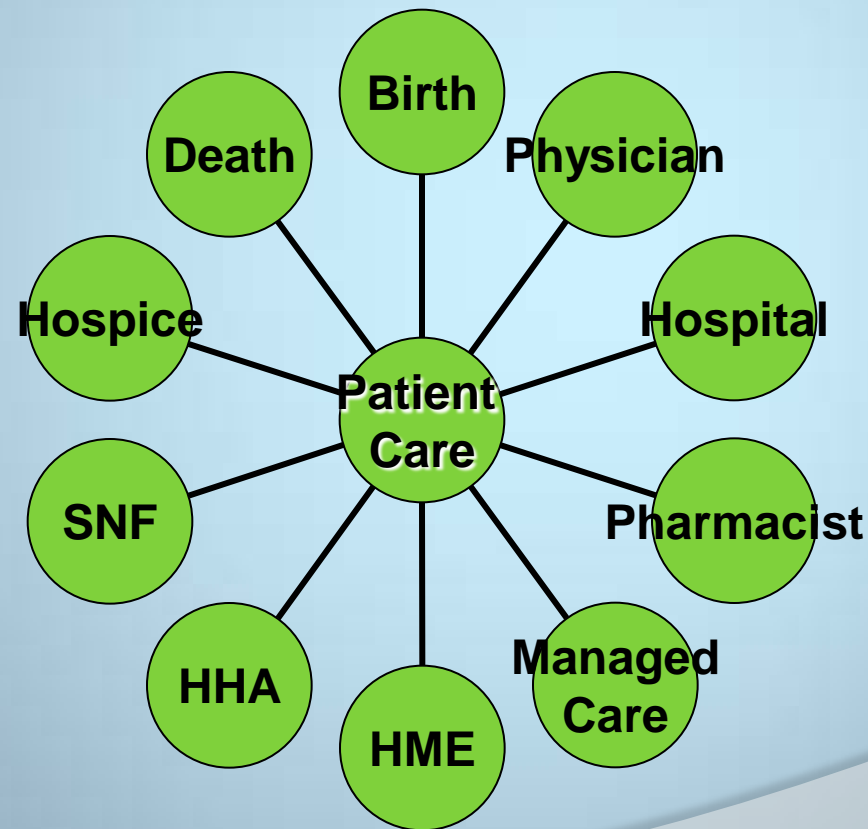 Birth
Physician
Hospital
Pharmacist
Managed
Care
HME
HHA
SNF
Hospice
Death
Patient
Care